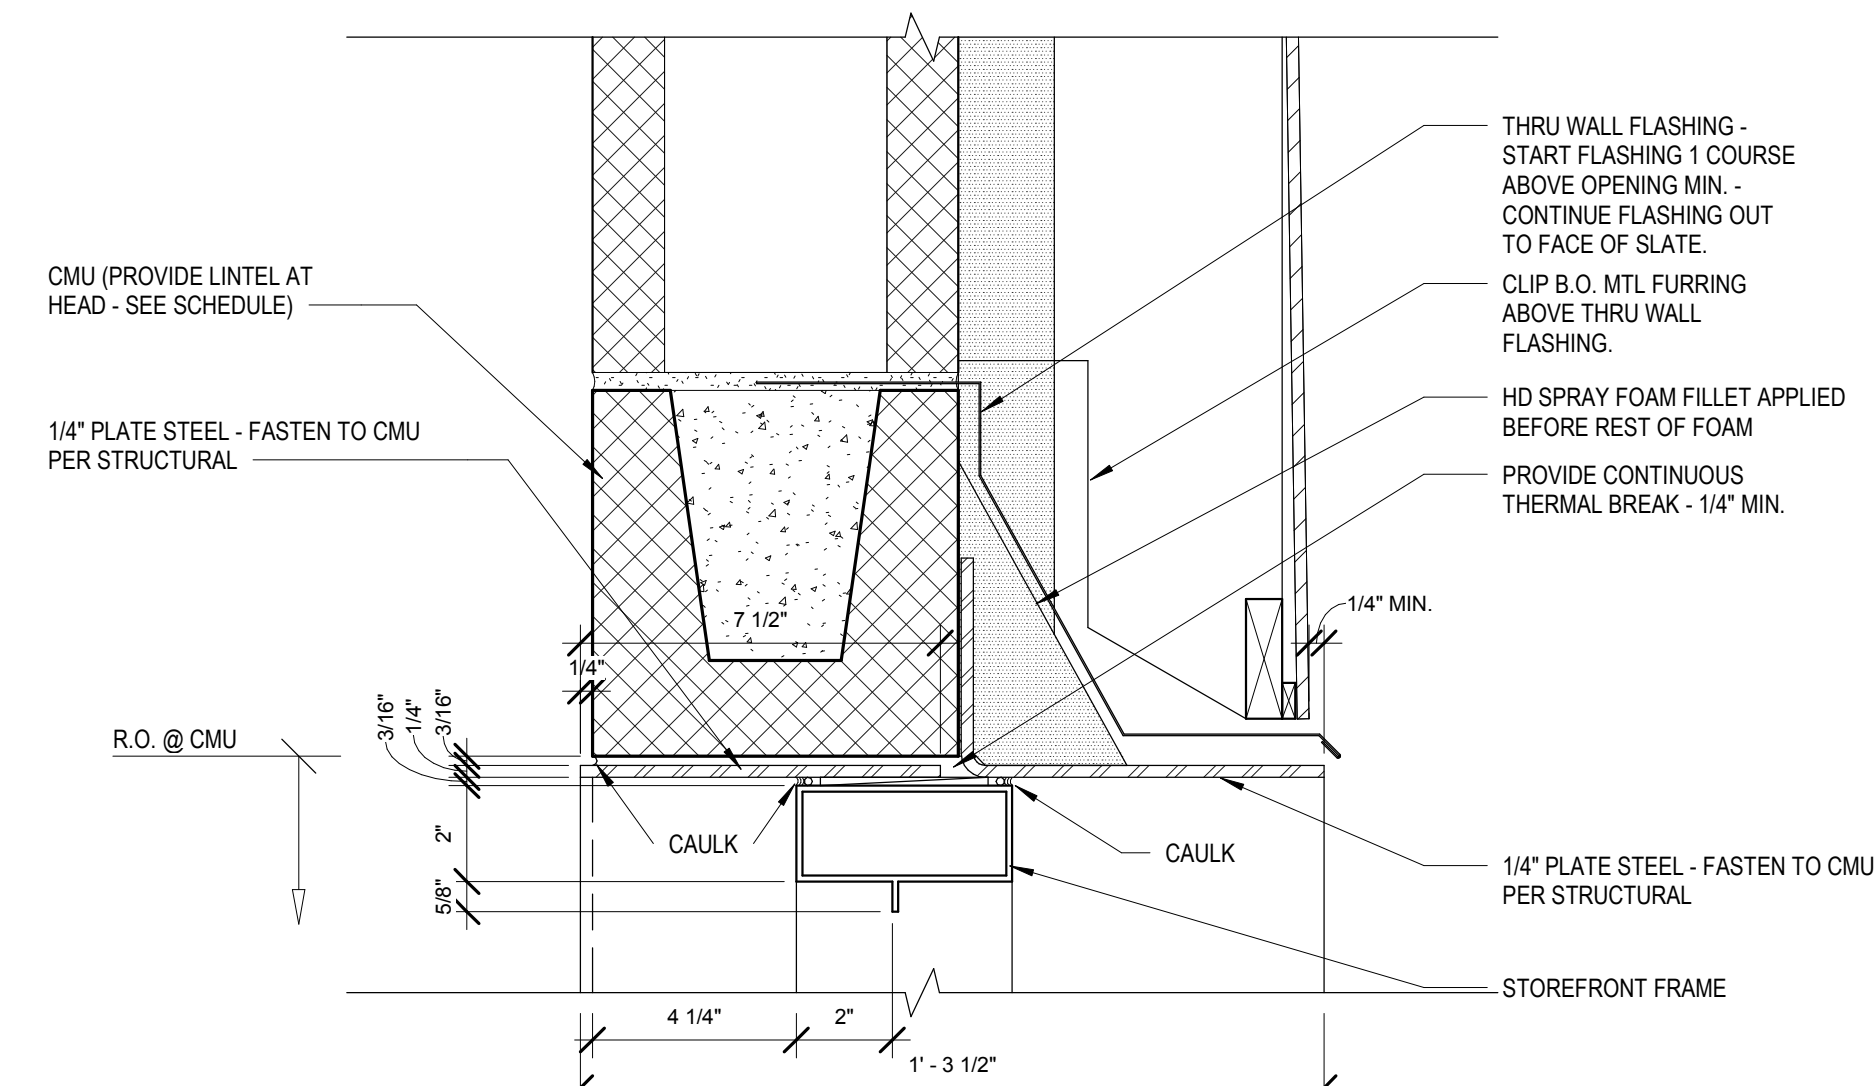 THRU WALL FLASHING -
START FLASHING 1 COURSE
ABOVE OPENING MIN. -
CONTINUE FLASHING OUT
TO FACE OF SLATE.
CMU (PROVIDE LINTEL AT
HEAD - SEE SCHEDULE)
CLIP B.O. MTL FURRING
ABOVE THRU WALL
FLASHING.
1/4" PLATE STEEL - FASTEN TO CMU
PER STRUCTURAL
HD SPRAY FOAM FILLET APPLIED
BEFORE REST OF FOAM
PROVIDE CONTINUOUS
THERMAL BREAK - 1/4" MIN.
7 1/2"
1/4" MIN.
1/4"
3/16"
1/4"
3/16"
R.O. @ CMU
2"
5/8"
CAULK
CAULK
1/4" PLATE STEEL - FASTEN TO CMU
PER STRUCTURAL
STOREFRONT FRAME
4 1/4"
2"
1' - 3 1/2"